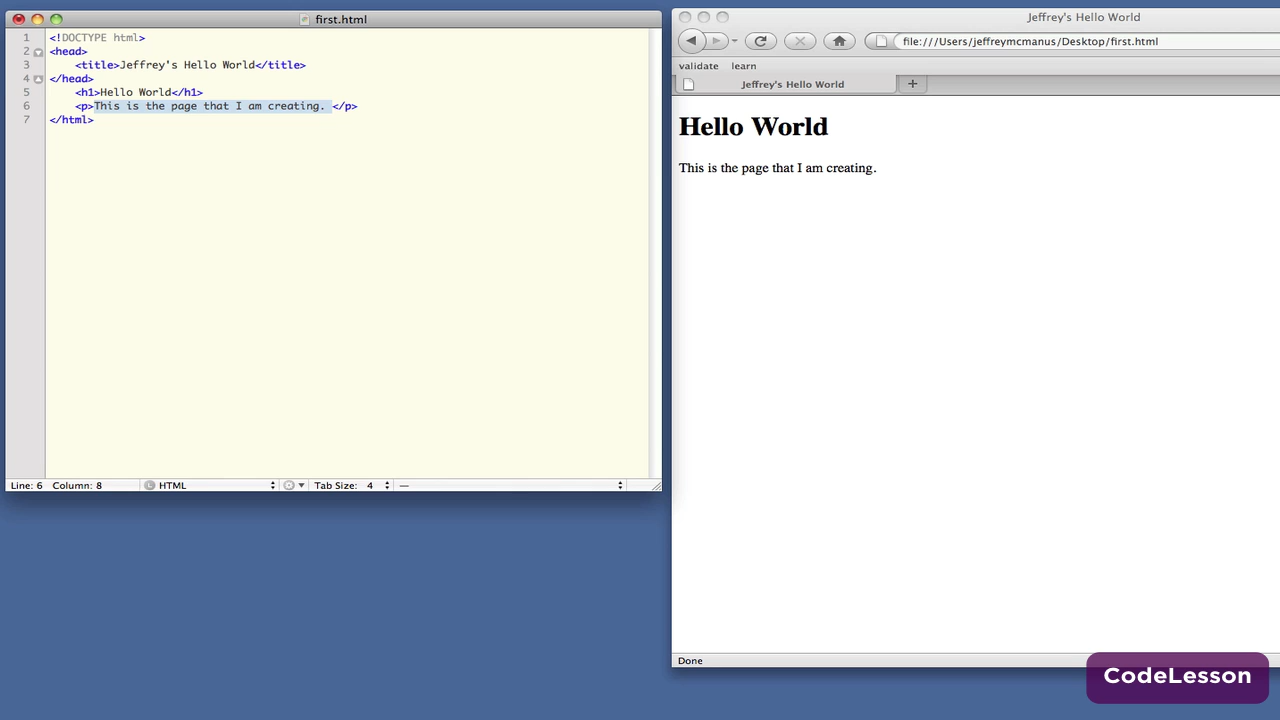 first.html
1 <!DOCTYPE html>
2 <head>
3 <title>Jeffrey's Hello World</title>
4 </head>
5 <h1>Hello World</h1>
6 <p>This is the page that I am creating. </p>
7 </html>
Line: 6 Column: 8 L HTML Tab Size: 4 —
Jeffrey's Hello World
file:///Users/jeffreymcmanus/Desktop/first.html
validate learn
Jeffrey's Hello World +
Hello World
This is the page that I am creating.
Done
CodeLesson